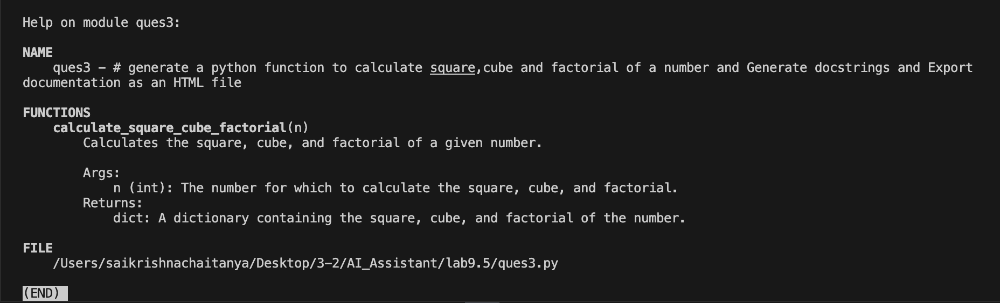 Help on module ques3:
NAME
ques3 – # generate a python function to calculate square,cube and factorial of a number and Generate docstrings and Export
documentation as an HTML file
FUNCTIONS
calculate_square_cube_factorial(n)
Calculates the square, cube, and factorial of a given number.
Args:
n (int): The number for which to calculate the square, cube, and factorial.
Returns:
dict: A dictionary containing the square, cube, and factorial of the number.
FILE
/Users/saikrishnachaitanya/Desktop/3-2/AI_Assistant/lab9.5/ques3.py
(END)